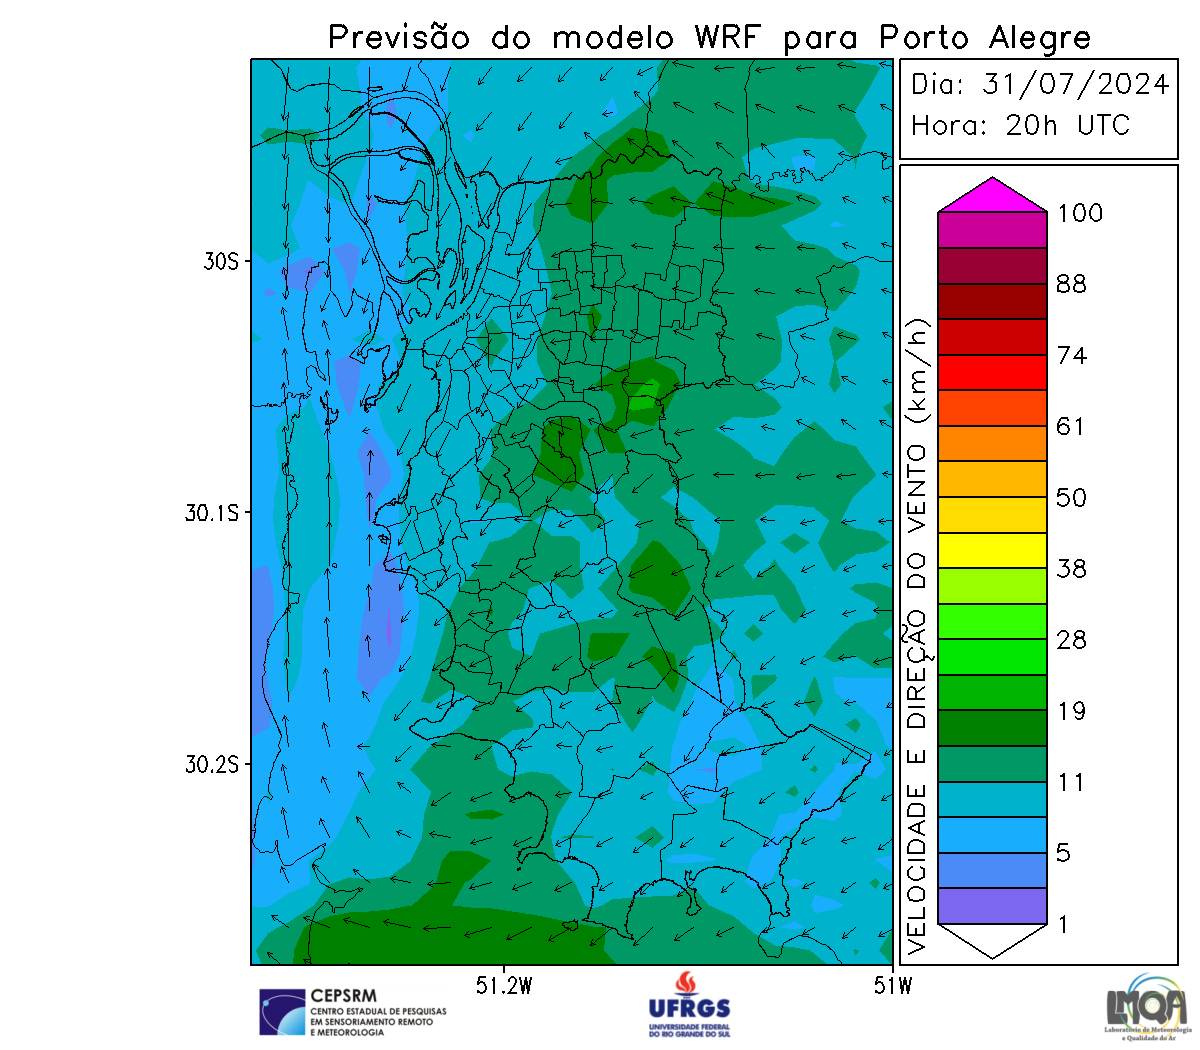 Previsão do modelo WRF para Porto Alegre
Dia: 31/07/2024
Hora: 20h UTC
100
88
74
61
50
38
28
19
11
5
1
VELOCIDADE E DIREÇÃO DO VENTO (km/h)
30S
30.1S
30.2S
51.2W
51W
CEPSRM
CENTRO ESTADUAL DE PESQUISAS
EM SENSORIAMENTO REMOTO
E METEOROLOGIA
UFRGS
UNIVERSIDADE FEDERAL
DO RIO GRANDE DO SUL
LMQA
Laboratório de Meteorologia
e Qualidade do Ar